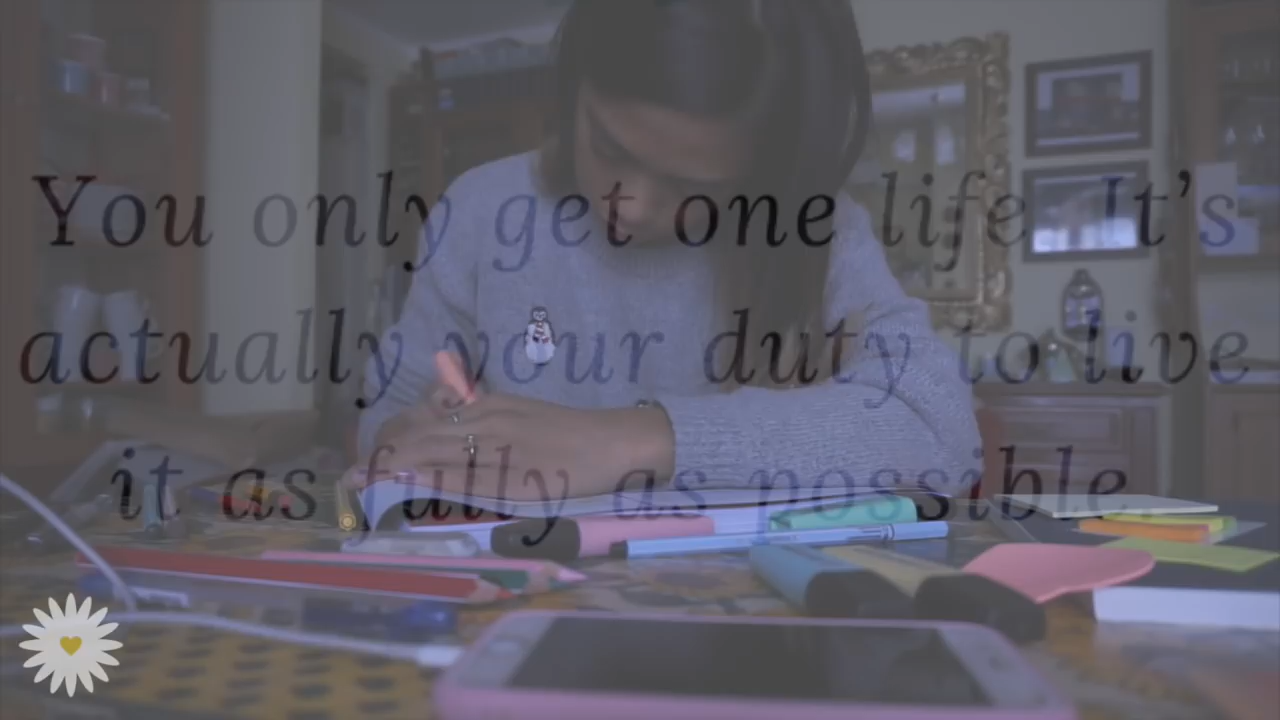 You only get one life. It’s
actually your duty to live
it as fully as possible.